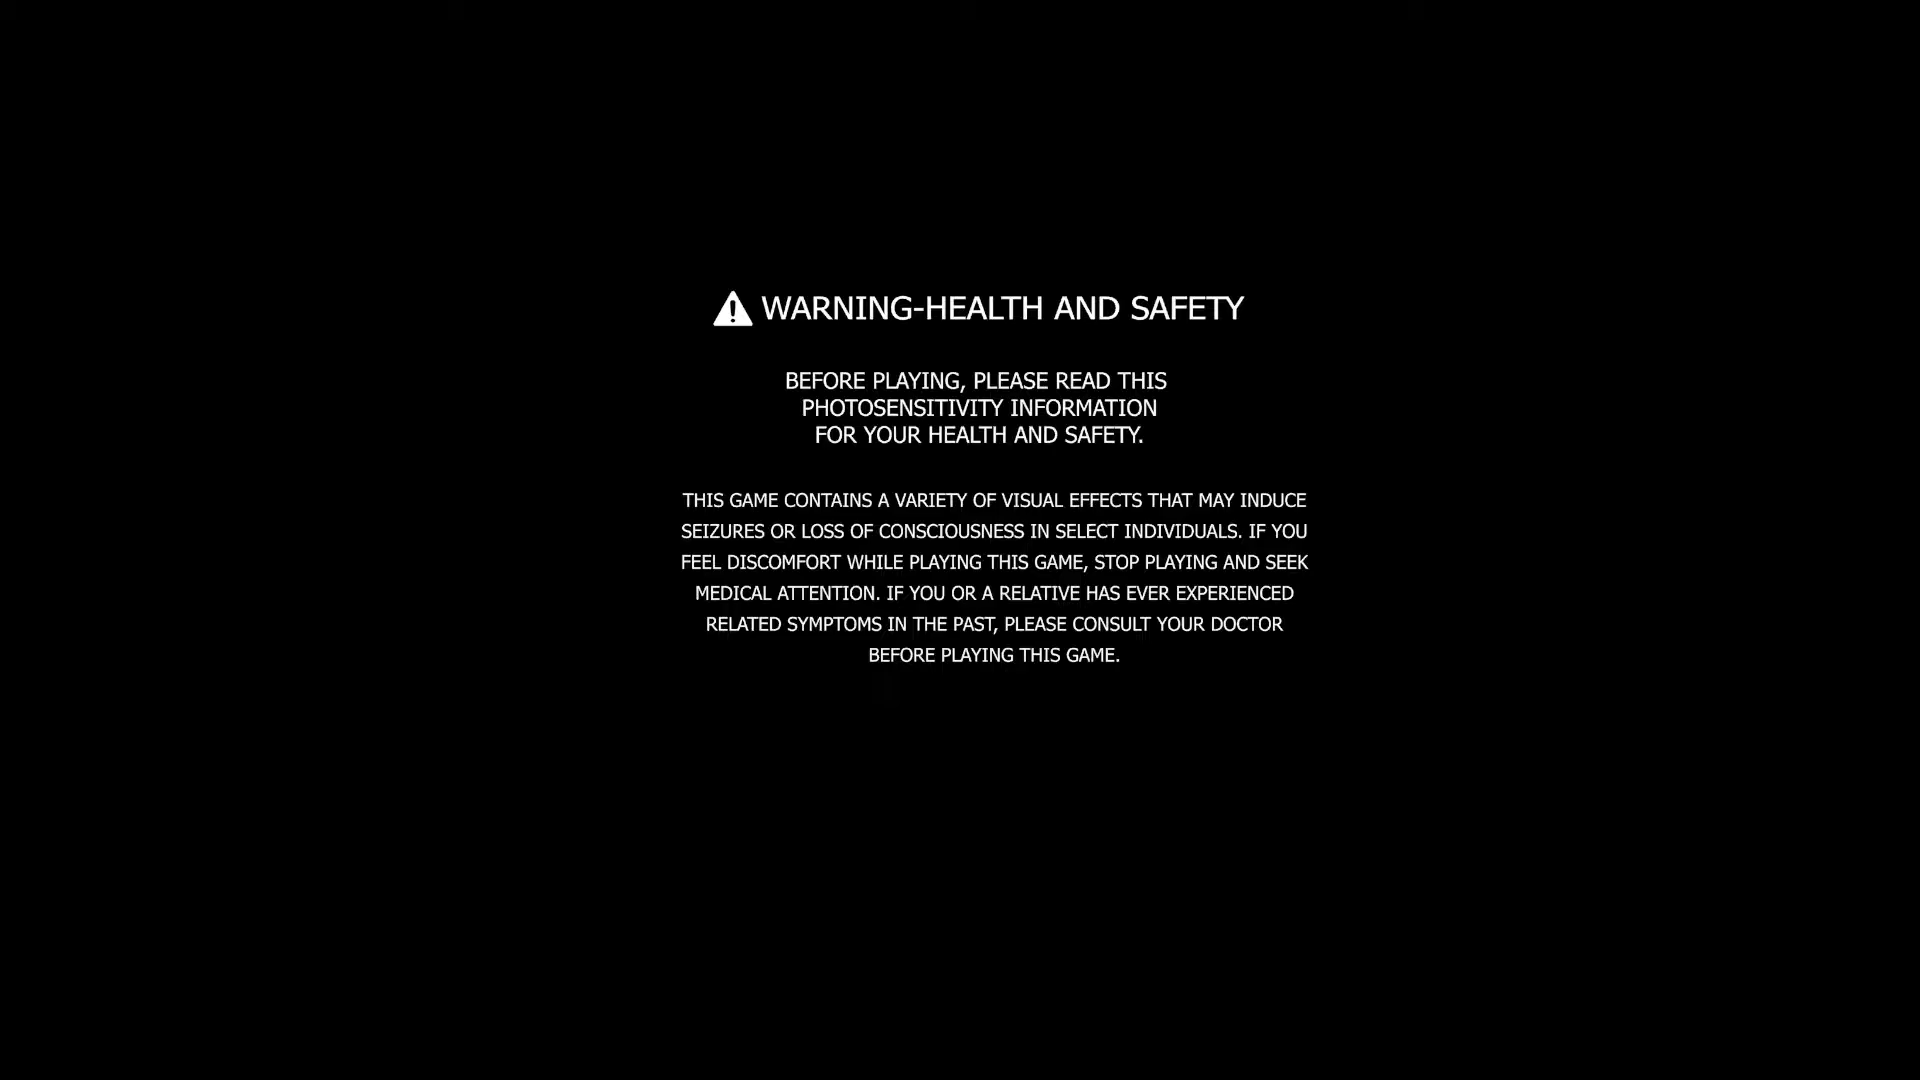 WARNING-HEALTH AND SAFETY
BEFORE PLAYING, PLEASE READ THIS
PHOTOSENSITIVITY INFORMATION
FOR YOUR HEALTH AND SAFETY.
THIS GAME CONTAINS A VARIETY OF VISUAL EFFECTS THAT MAY INDUCE
SEIZURES OR LOSS OF CONSCIOUSNESS IN SELECT INDIVIDUALS. IF YOU
FEEL DISCOMFORT WHILE PLAYING THIS GAME, STOP PLAYING AND SEEK
MEDICAL ATTENTION. IF YOU OR A RELATIVE HAS EVER EXPERIENCED
RELATED SYMPTOMS IN THE PAST, PLEASE CONSULT YOUR DOCTOR
BEFORE PLAYING THIS GAME.